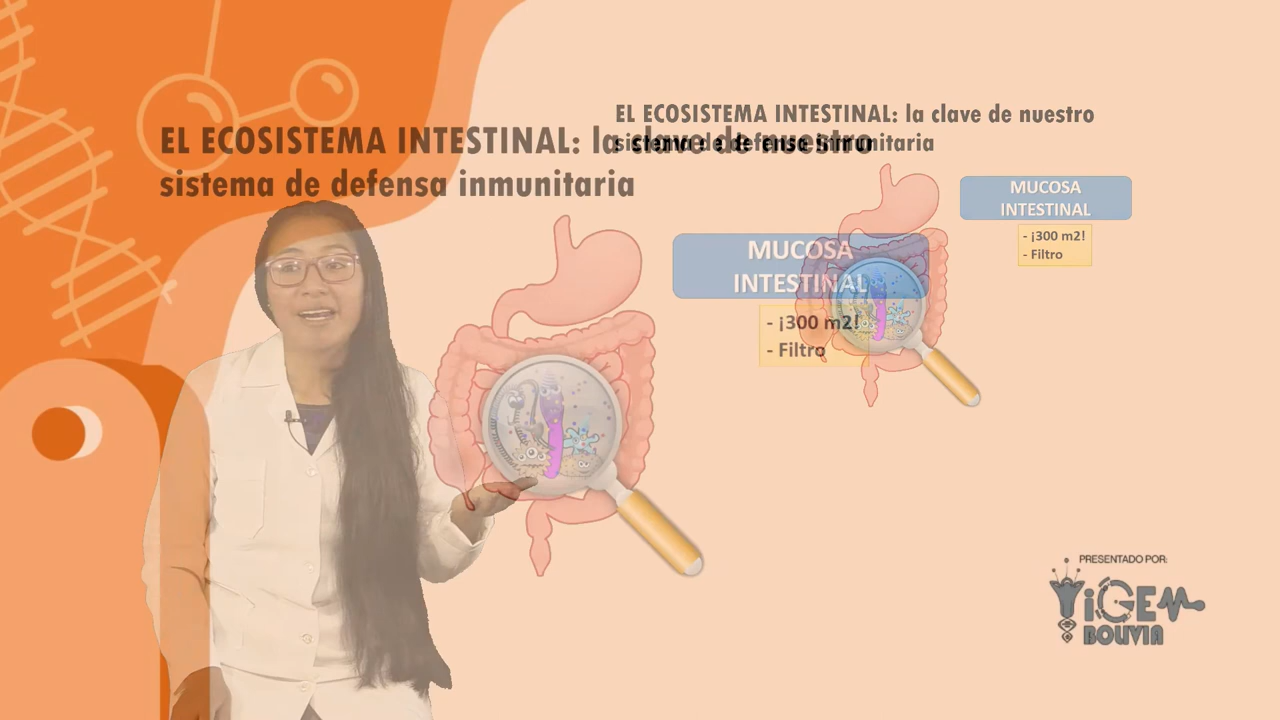 EL ECOSISTEMA INTESTINAL: la clave de nuestro
sistema de defensa inmunitaria
MUCOSA
INTESTINAL
- ¡300 m2!
- Filtro
EL ECOSISTEMA INTESTINAL: la clave de nuestro
sistema de defensa inmunitaria
MUCOSA
INTESTINAL
- ¡300 m2!
- Filtro
PRESENTADO POR:
iGEM
BOLIVIA